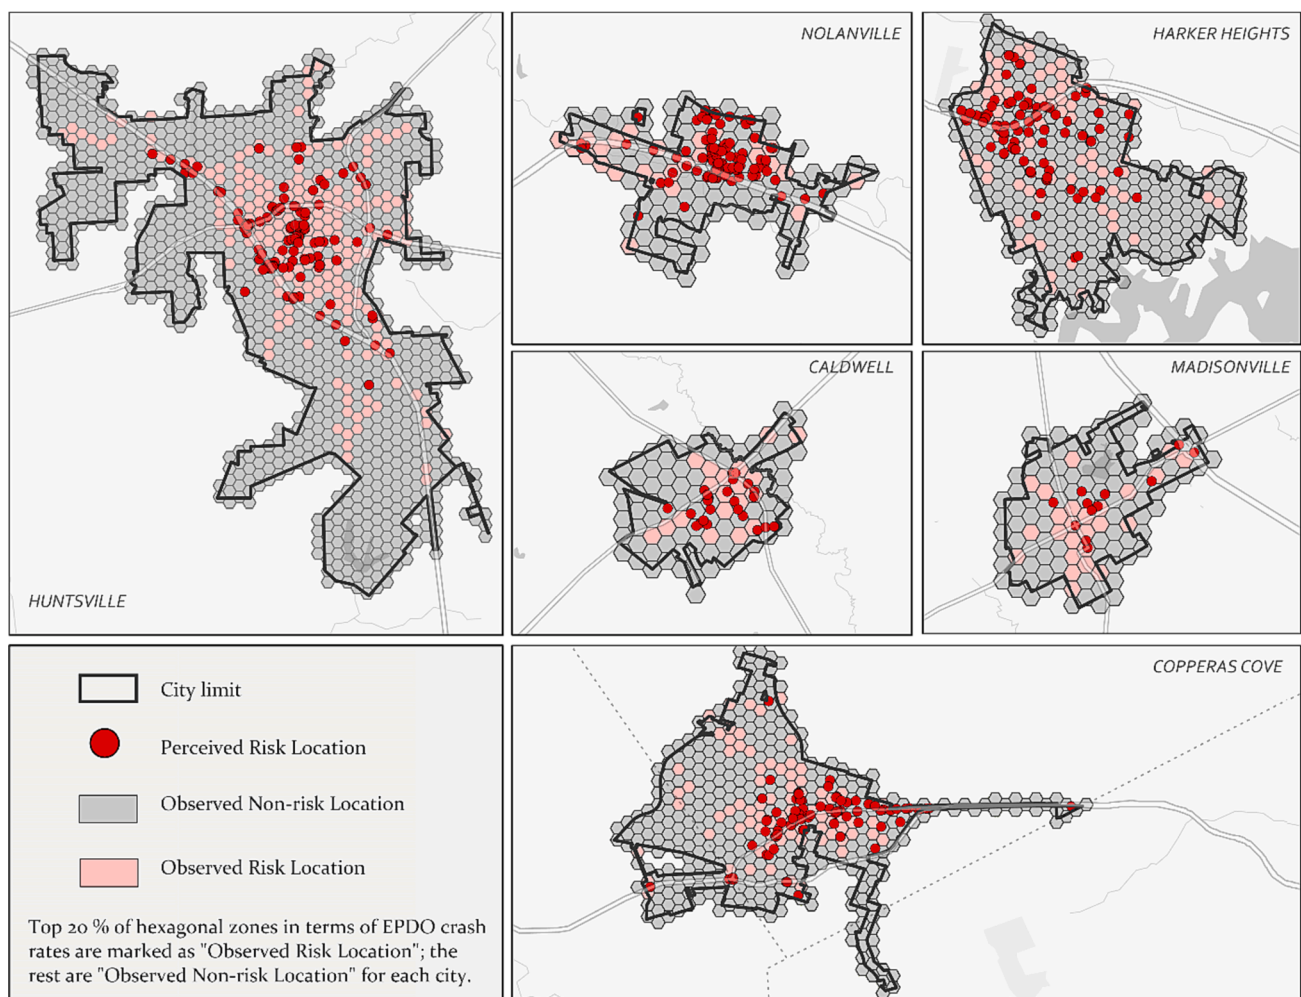 NOLANVILLE
HARKER HEIGHTS
CALDWELL
MADISONVILLE
HUNTSVILLE
COPPERAS COVE
City limit
Perceived Risk Location
Observed Non-risk Location
Observed Risk Location
Top 20 % of hexagonal zones in terms of EPDO crash
rates are marked as "Observed Risk Location"; the
rest are "Observed Non-risk Location" for each city.